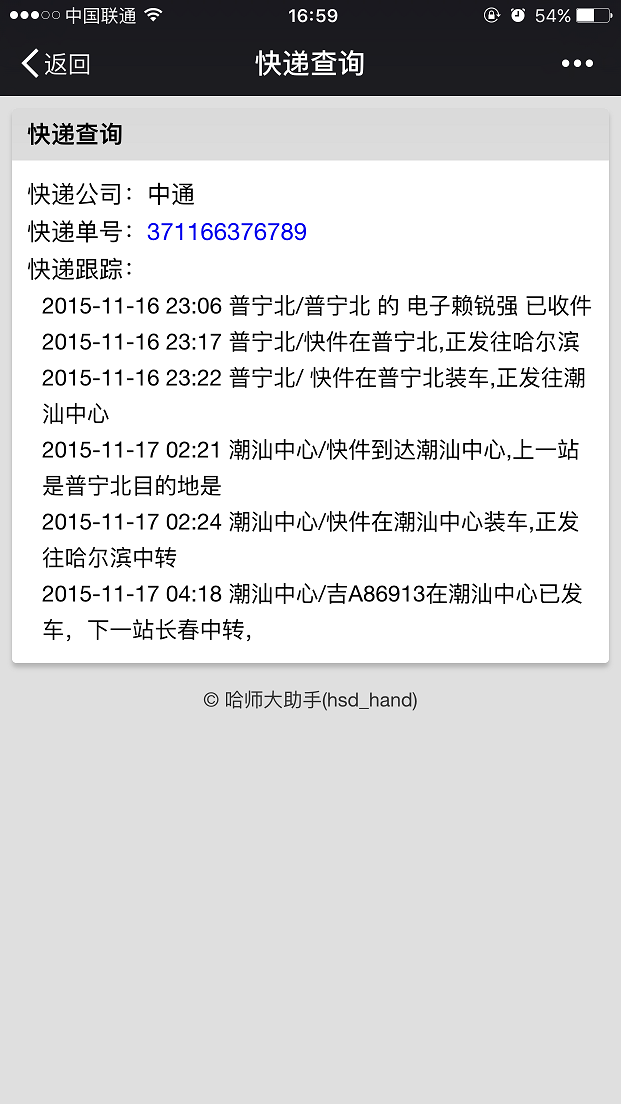 中国联通
16:59
54%
返回
快递查询
快递查询
快递公司：中通
快递单号：371166376789
快递跟踪：
2015-11-16 23:06 普宁北/普宁北 的 电子赖锐强 已收件
2015-11-16 23:17 普宁北/快件在普宁北,正发往哈尔滨
2015-11-16 23:22 普宁北/ 快件在普宁北装车,正发往潮
汕中心
2015-11-17 02:21 潮汕中心/快件到达潮汕中心,上一站
是普宁北目的地是
2015-11-17 02:24 潮汕中心/快件在潮汕中心装车,正发
往哈尔滨中转
2015-11-17 04:18 潮汕中心/吉A86913在潮汕中心已发
车，下一站长春中转,
© 哈师大助手(hsd_hand)